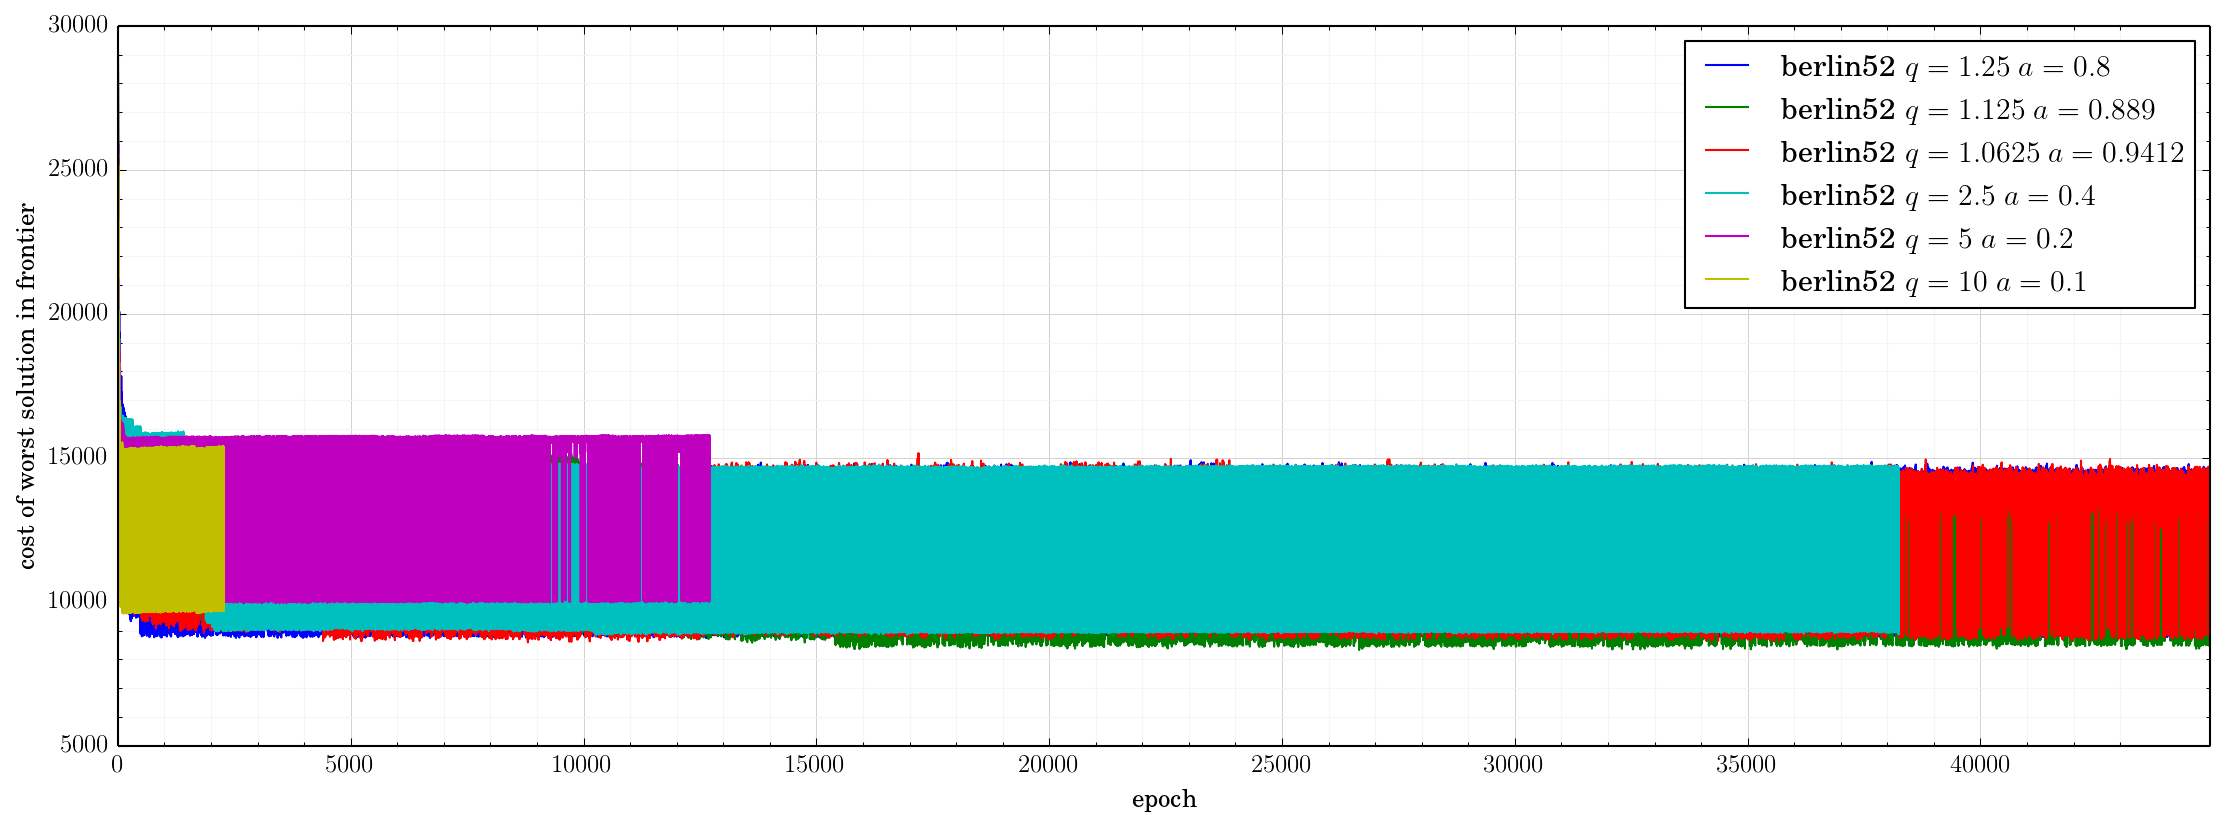 30000
25000
20000
15000
10000
5000
cost of worst solution in frontier
berlin52 q = 1.25 a = 0.8
berlin52 q = 1.125 a = 0.889
berlin52 q = 1.0625 a = 0.9412
berlin52 q = 2.5 a = 0.4
berlin52 q = 5 a = 0.2
berlin52 q = 10 a = 0.1
0 5000 10000 15000 20000 25000 30000 35000 40000
epoch